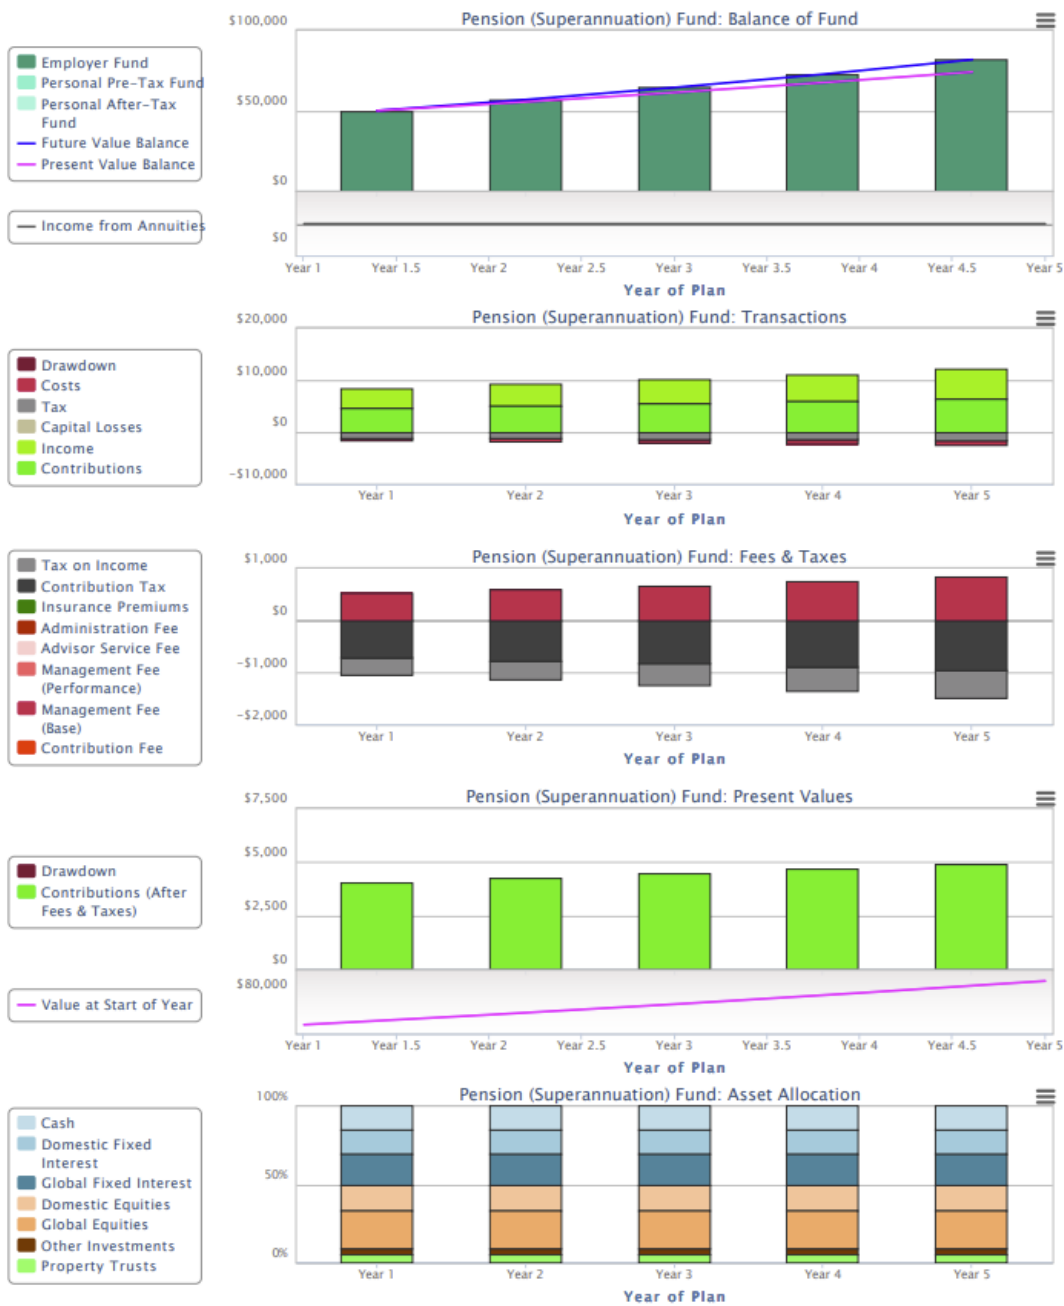 Pension (Superannuation) Fund: Balance of Fund
$100,000
$50,000
$0
$0
Employer Fund
Personal Pre-Tax Fund
Personal After-Tax
Fund
Future Value Balance
Present Value Balance
Income from Annuities
Year 1 Year 1.5 Year 2 Year 2.5 Year 3 Year 3.5 Year 4 Year 4.5 Year 5
Year of Plan
Pension (Superannuation) Fund: Transactions
$20,000
$10,000
$0
-$10,000
Drawdown
Costs
Tax
Capital Losses
Income
Contributions
Year 1 Year 2 Year 3 Year 4 Year 5
Year of Plan
Pension (Superannuation) Fund: Fees & Taxes
$1,000
$0
-$1,000
-$2,000
Tax on Income
Contribution Tax
Insurance Premiums
Administration Fee
Advisor Service Fee
Management Fee
(Performance)
Management Fee
(Base)
Contribution Fee
Year 1 Year 2 Year 3 Year 4 Year 5
Year of Plan
Pension (Superannuation) Fund: Present Values
$7,500
$5,000
$2,500
$0
$80,000
Drawdown
Contributions (After
Fees & Taxes)
Value at Start of Year
Year 1 Year 1.5 Year 2 Year 2.5 Year 3 Year 3.5 Year 4 Year 4.5 Year 5
Year of Plan
Pension (Superannuation) Fund: Asset Allocation
100%
50%
0%
Cash
Domestic Fixed
Interest
Global Fixed Interest
Domestic Equities
Global Equities
Other Investments
Property Trusts
Year 1 Year 2 Year 3 Year 4 Year 5
Year of Plan